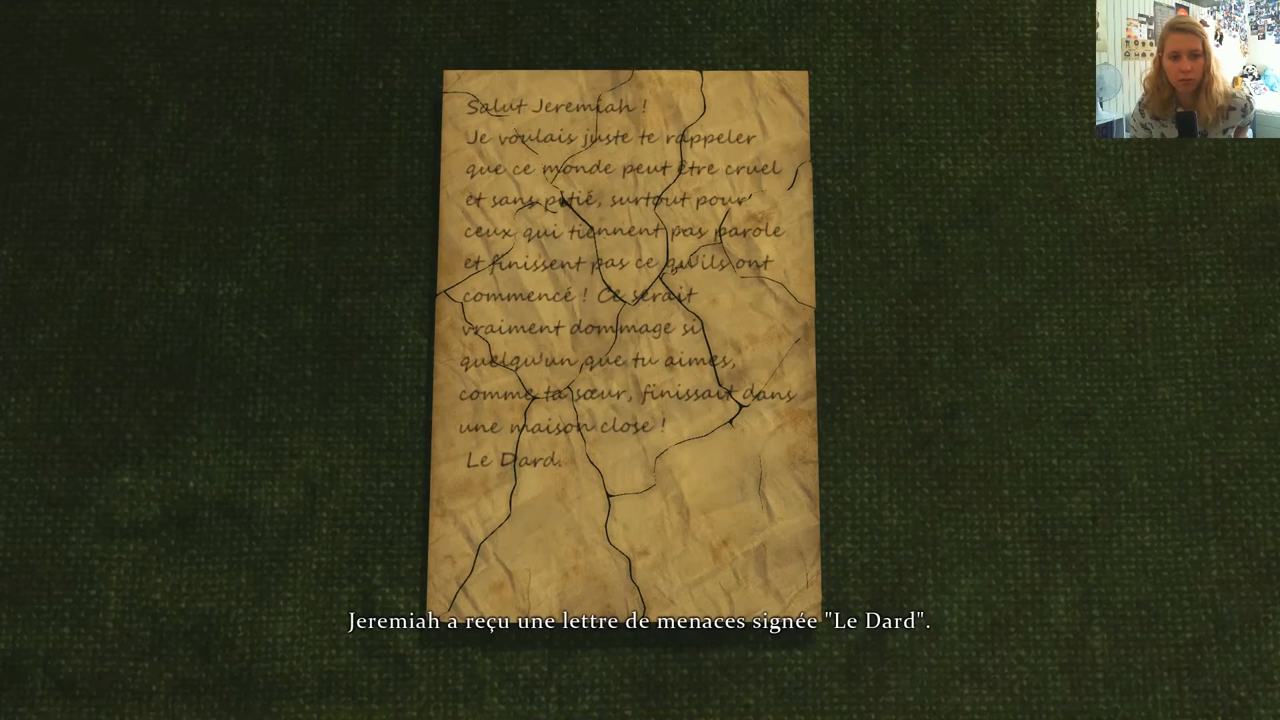 Salut Jeremiah !
Je voulais juste te rappeler
que ce monde peut être cruel
et sans pitié, surtout pour
ceux qui tiennent pas parole
et finissent pas ce qu'ils ont
commencé ! Ce serait
vraiment dommage si
quelqu'un que tu aimes,
comme ta sœur, finissait dans
une maison close !
Le Dard.
Jeremiah a reçu une lettre de menaces signée "Le Dard".